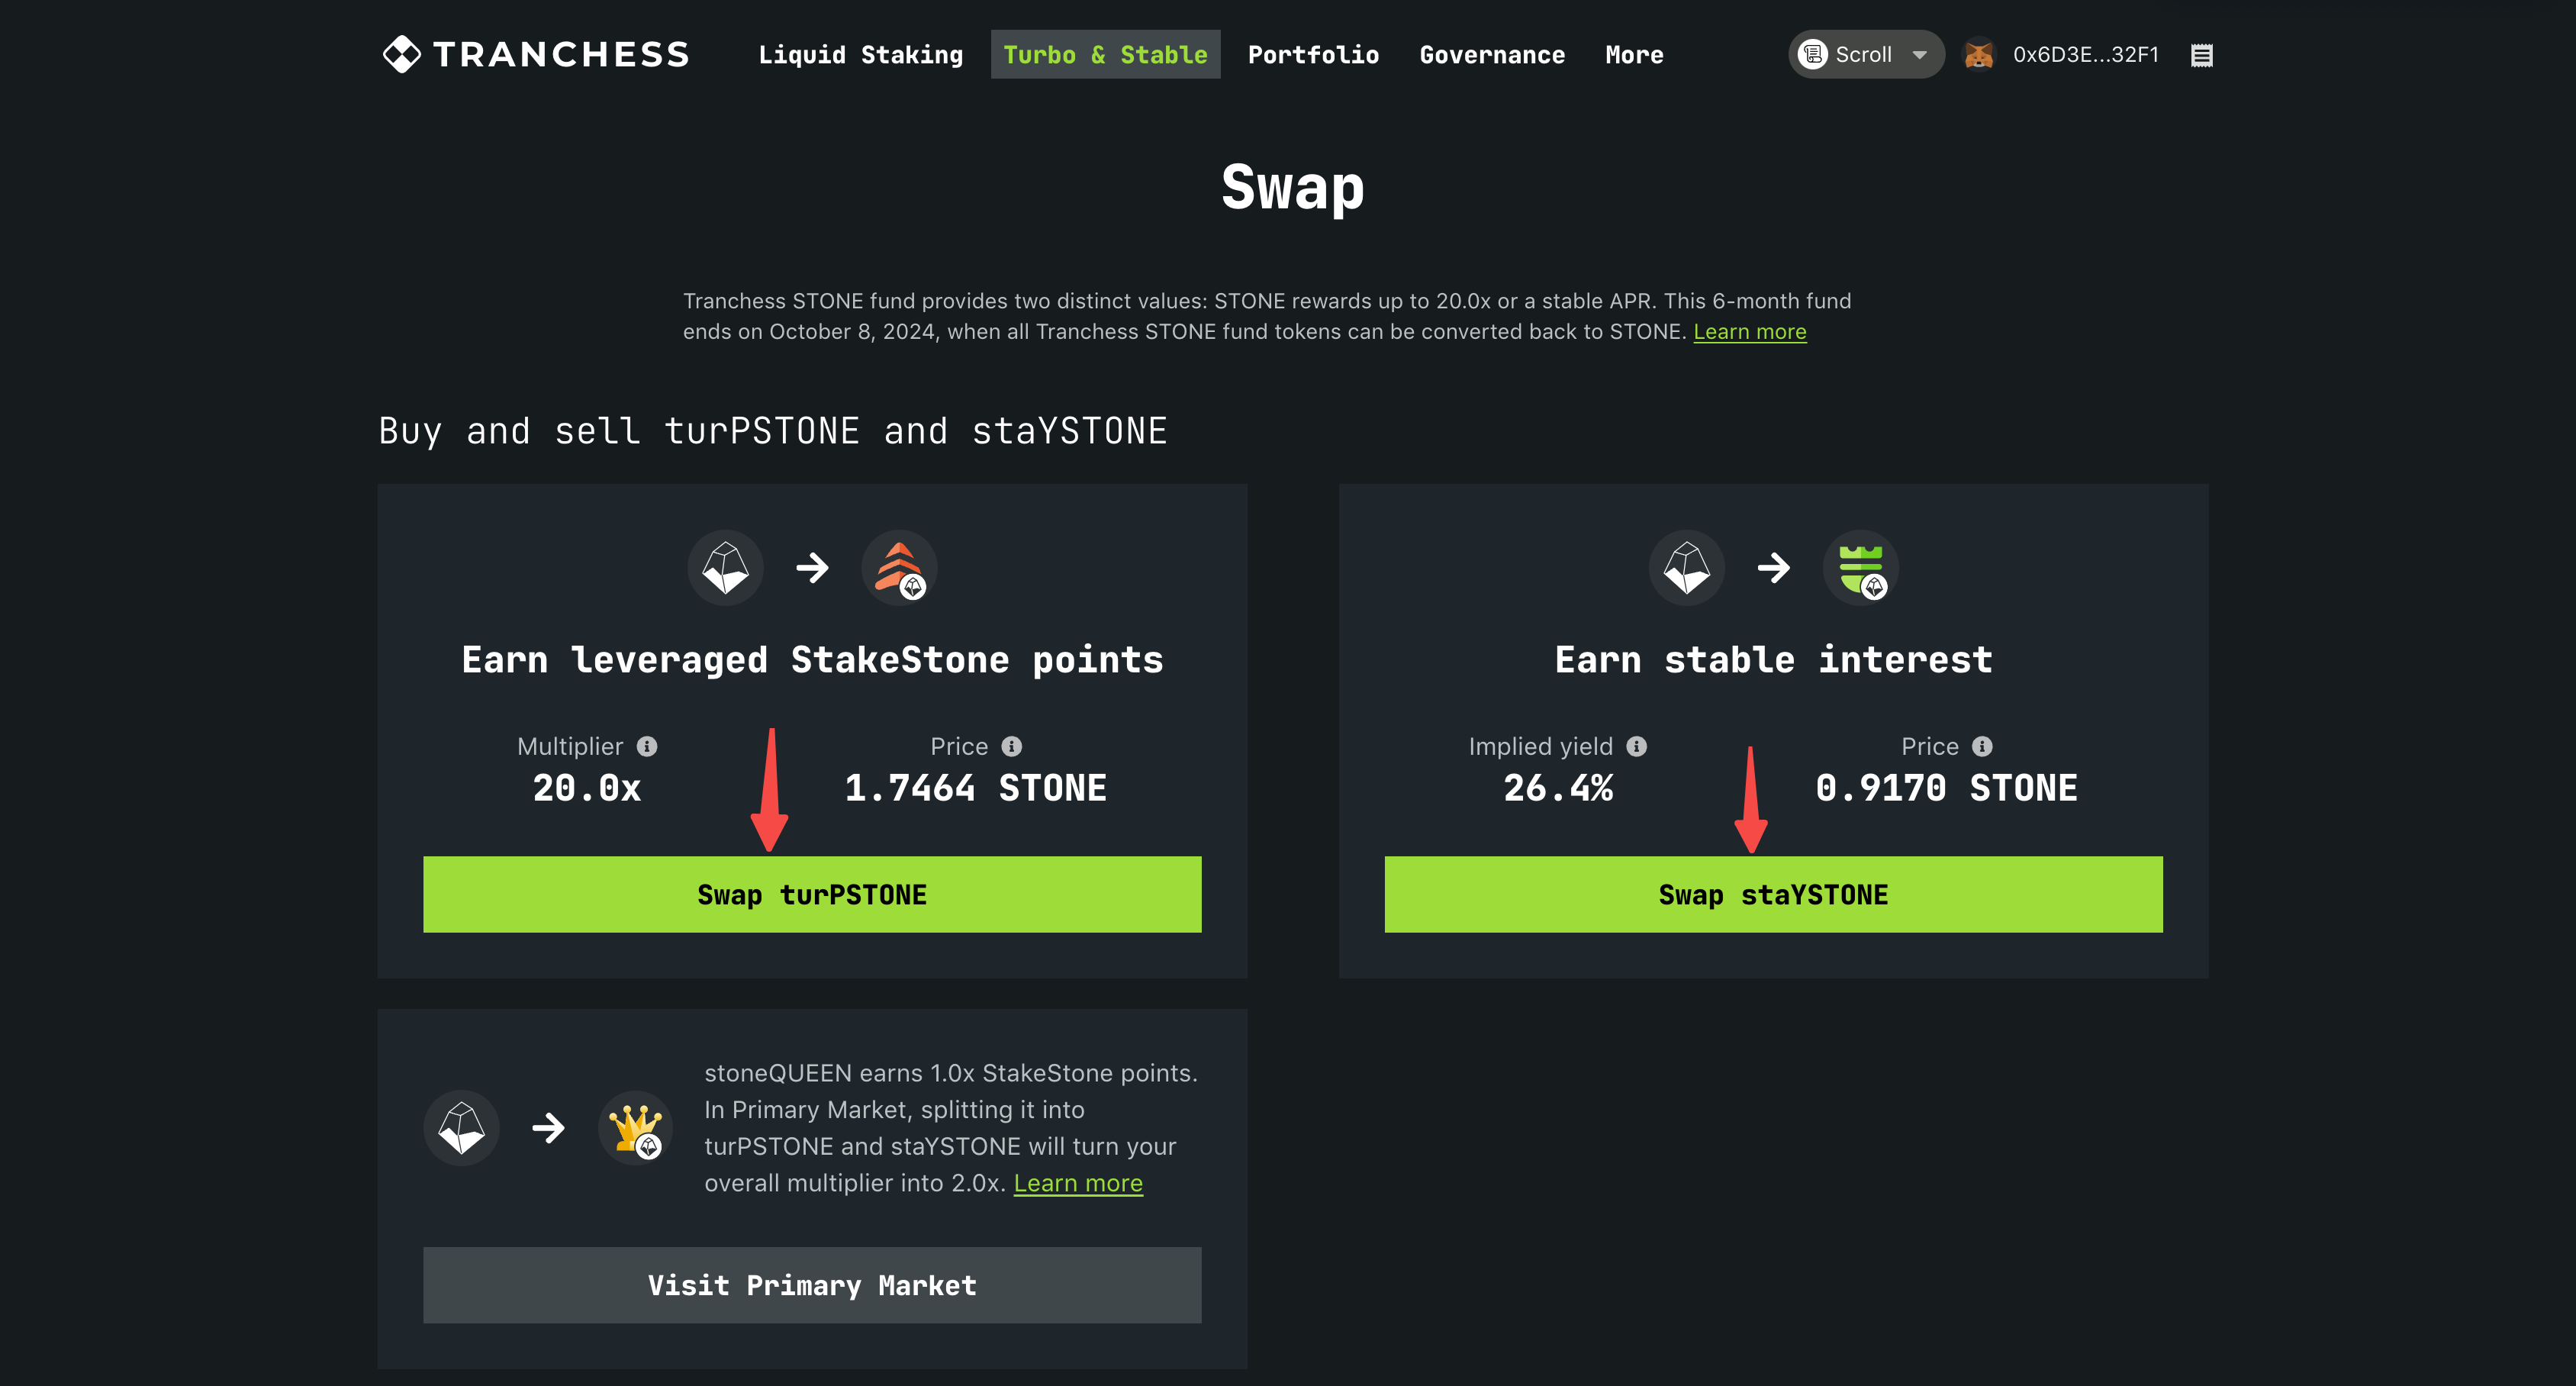 TRANCHESS
Liquid Staking
Turbo & Stable
Portfolio
Governance
More
Scroll
0x6D3E...32F1
Swap
Tranchess STONE fund provides two distinct values: STONE rewards up to 20.0x or a stable APR. This 6-month fund
ends on October 8, 2024, when all Tranchess STONE fund tokens can be converted back to STONE. Learn more
Buy and sell turPSTONE and staYSTONE
Earn leveraged StakeStone points
Multiplier
20.0x
Price
1.7464 STONE
Swap turPSTONE
Earn stable interest
Implied yield
26.4%
Price
0.9170 STONE
Swap staYSTONE
stoneQUEEN earns 1.0x StakeStone points.
In Primary Market, splitting it into
turPSTONE and staYSTONE will turn your
overall multiplier into 2.0x. Learn more
Visit Primary Market